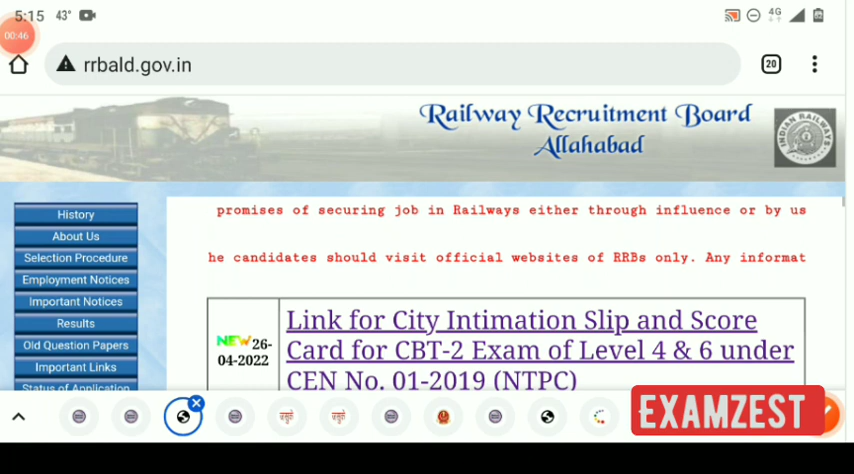 5:15 43°
4G
00:46
rrbald.gov.in
20
Railway Recruitment Board
Allahabad
INDIAN RAILWAYS
History
About Us
Selection Procedure
Employment Notices
Important Notices
Results
Old Question Papers
Important Links
Status of Application
promises of securing job in Railways either through influence or by us
he candidates should visit official websites of RRBs only. Any informat
NEW 26-
04-2022
Link for City Intimation Slip and Score
Card for CBT-2 Exam of Level 4 & 6 under
CEN No. 01-2019 (NTPC)
EXAMZEST